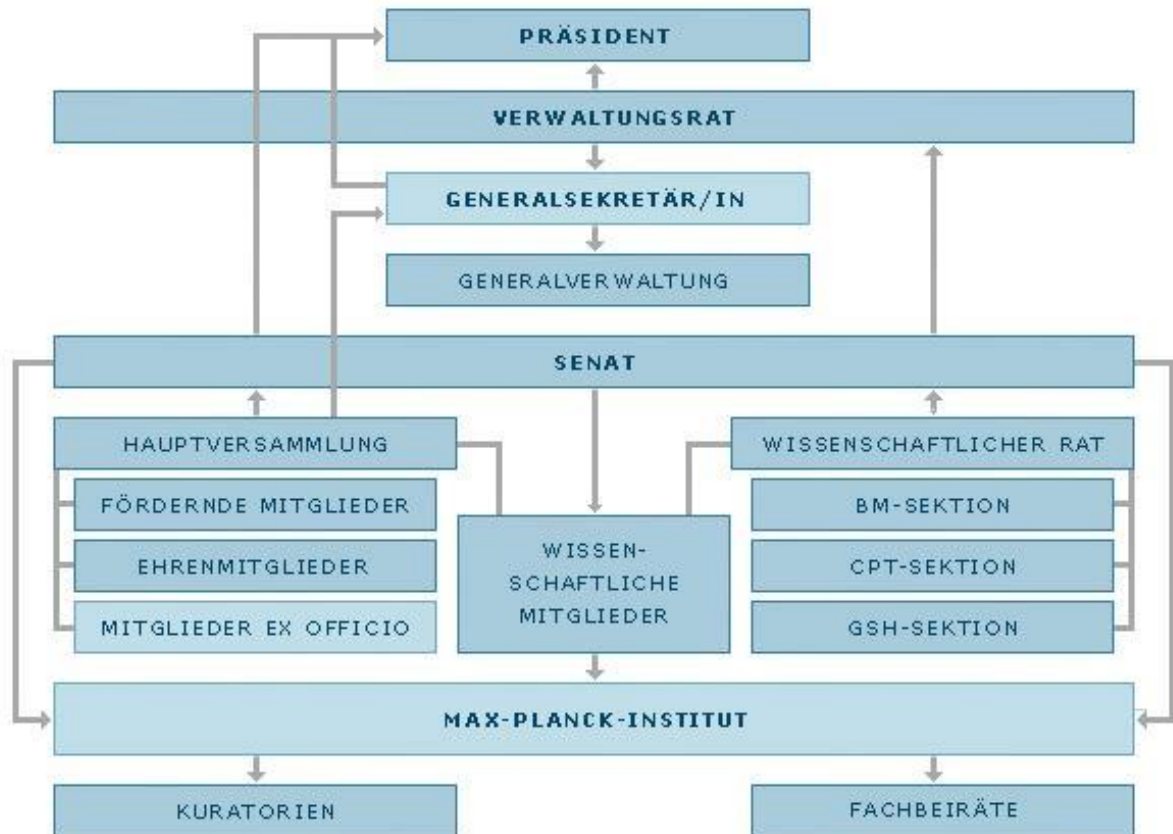 PRÄSIDENT
VERWALTUNGSRAT
GENERALSEKRETÄR/IN
GENERALVERWALTUNG
SENAT
HAUPTVERSAMMLUNG
WISSENSCHAFTLICHER RAT
FÖRDERNDE MITGLIEDER
EHRENMITGLIEDER
MITGLIEDER EX OFFICIO
WISSEN-
SCHAFTLICHE
MITGLIEDER
BM-SEKTION
CPT-SEKTION
GSH-SEKTION
MAX-PLANCK-INSTITUT
KURATORIEN
FACHBEIRÄTE